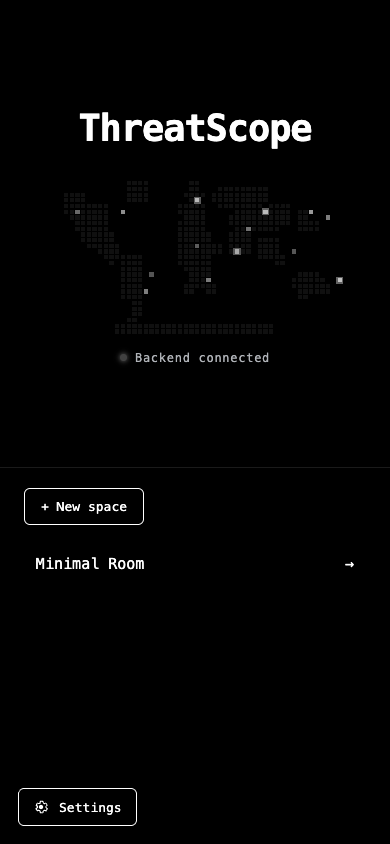 ThreatScope
Backend connected
+ New space
Minimal Room →
Settings